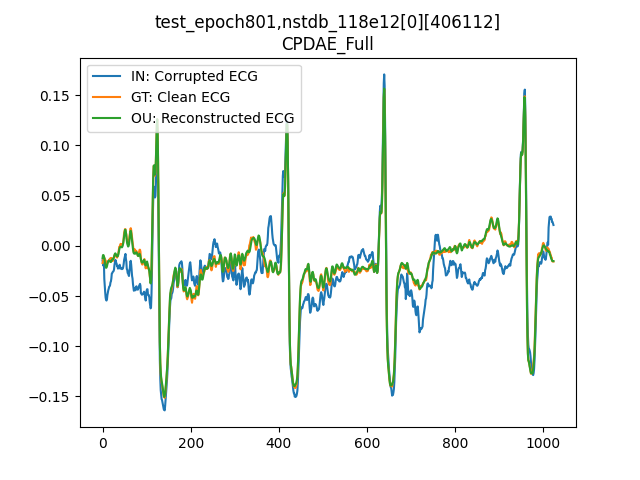 test_epoch801,nstdb_118e12[0][406112]
CPDAE_Full
IN: Corrupted ECG
GT: Clean ECG
OU: Reconstructed ECG
0.15
0.10
0.05
0.00
−0.05
−0.10
−0.15
0 200 400 600 800 1000